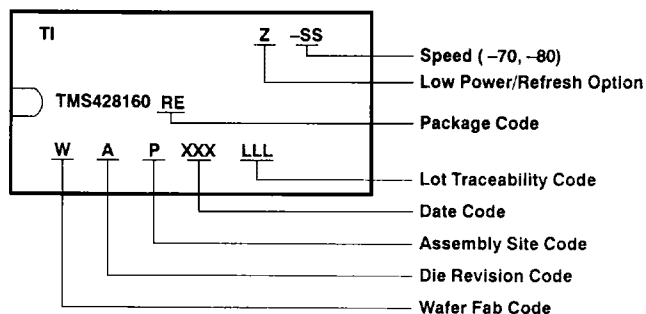 TI Z -SS
Speed ( -70, -80)
Low Power/Refresh Option
TMS428160 RE
Package Code
W A P XXX LLL
Lot Traceability Code
Date Code
Assembly Site Code
Die Revision Code
Wafer Fab Code